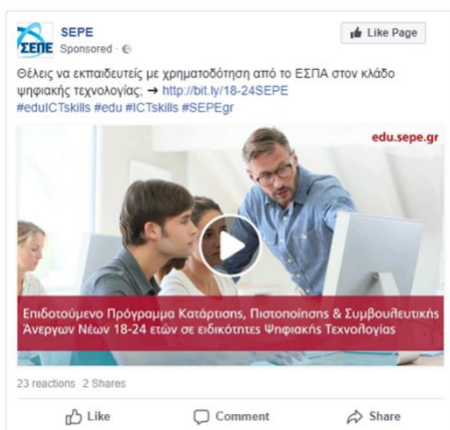 ΣΕΠΕ
SEPE
Sponsored ·
Like Page
Θέλεις να εκπαιδευτείς με χρηματοδότηση από το ΕΣΠΑ στον κλάδο
ψηφιακής τεχνολογίας; → http://bit.ly/18-24SEPE
#eduICTskills #edu #ICTskills #SEPEgr
edu.sepe.gr
Επιδοτούμενο Πρόγραμμα Κατάρτισης, Πιστοποίησης & Συμβουλευτικής
Άνεργων Νέων 18-24 ετών σε ειδικότητες Ψηφιακής Τεχνολογίας
23 reactions 2 Shares
Like Comment Share